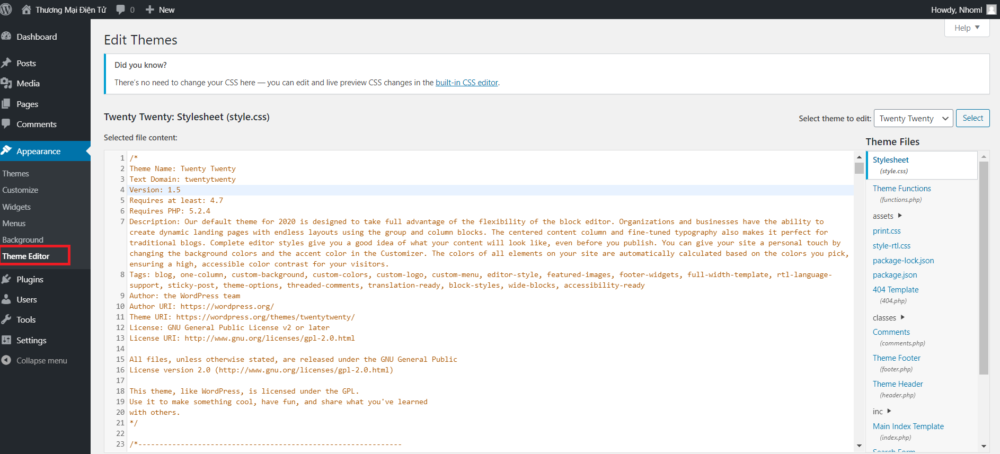 Thương Mại Điện Tử 0 New Howdy, Nhoml
Help
Dashboard
Posts
Media
Pages
Comments
Appearance
Themes
Customize
Widgets
Menus
Background
Theme Editor
Plugins
Users
Tools
Settings
Collapse menu
Edit Themes
Did you know?
There's no need to change your CSS here — you can edit and live preview CSS changes in the built-in CSS editor.
Twenty Twenty: Stylesheet (style.css)
Select theme to edit: Twenty Twenty Select
Selected file content:
1 /*
2 Theme Name: Twenty Twenty
3 Text Domain: twentytwenty
4 Version: 1.5
5 Requires at least: 4.7
6 Requires PHP: 5.2.4
7 Description: Our default theme for 2020 is designed to take full advantage of the flexibility of the block editor. Organizations and businesses have the ability to
create dynamic landing pages with endless layouts using the group and column blocks. The centered content column and fine-tuned typography also makes it perfect for
traditional blogs. Complete editor styles give you a good idea of what your content will look like, even before you publish. You can give your site a personal touch by
changing the background colors and the accent color in the Customizer. The colors of all elements on your site are automatically calculated based on the colors you pick,
ensuring a high, accessible color contrast for your visitors.
8 Tags: blog, one-column, custom-background, custom-colors, custom-logo, custom-menu, editor-style, featured-images, footer-widgets, full-width-template, rtl-language-
support, sticky-post, theme-options, threaded-comments, translation-ready, block-styles, wide-blocks, accessibility-ready
9 Author: the WordPress team
10 Author URI: https://wordpress.org/
11 Theme URI: https://wordpress.org/themes/twentytwenty/
12 License: GNU General Public License v2 or later
13 License URI: http://www.gnu.org/licenses/gpl-2.0.html
14
15 All files, unless otherwise stated, are released under the GNU General Public
16 License version 2.0 (http://www.gnu.org/licenses/gpl-2.0.html)
17
18 This theme, like WordPress, is licensed under the GPL.
19 Use it to make something cool, have fun, and share what you've learned
20 with others.
21 */
22
23 /*--------------------------------------------------------------
Theme Files
Stylesheet
(style.css)
Theme Functions
(functions.php)
assets
print.css
style-rtl.css
package-lock.json
package.json
404 Template
(404.php)
classes
Comments
(comments.php)
Theme Footer
(footer.php)
Theme Header
(header.php)
inc
Main Index Template
(index.php)
Search Form